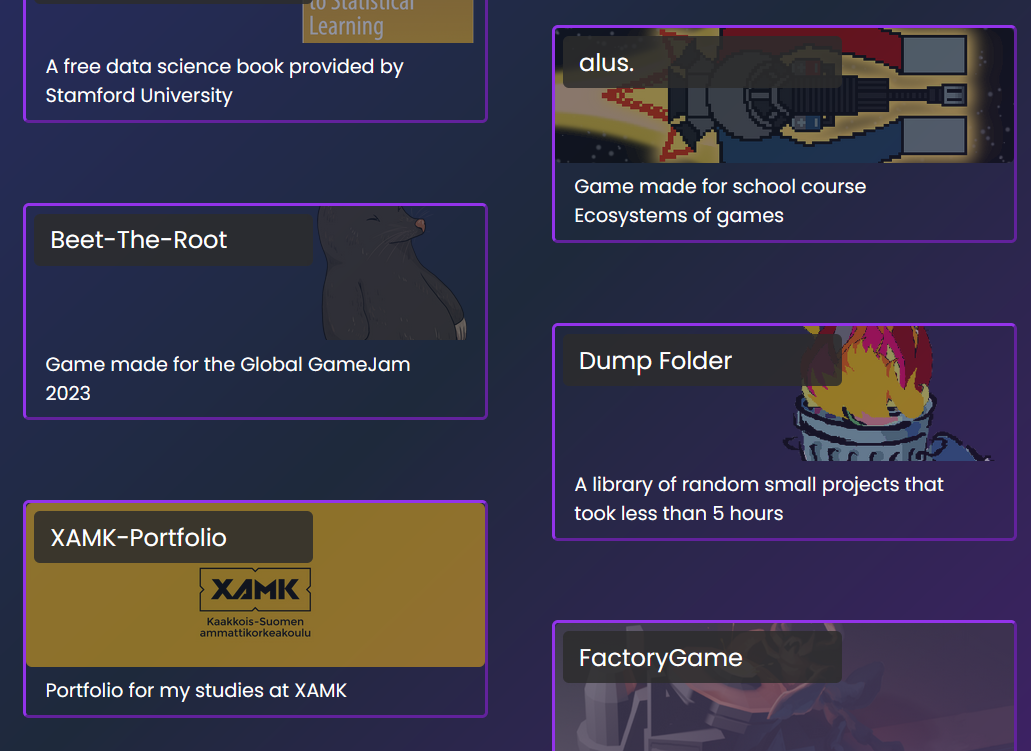 to Statistical
Learning
A free data science book provided by
Stamford University
alus.
Game made for school course
Ecosystems of games
Beet-The-Root
Game made for the Global GameJam
2023
Dump Folder
A library of random small projects that
took less than 5 hours
XAMK-Portfolio
XAMK
Kaakkois-Suomen
ammattikorkeakoulu
Portfolio for my studies at XAMK
FactoryGame